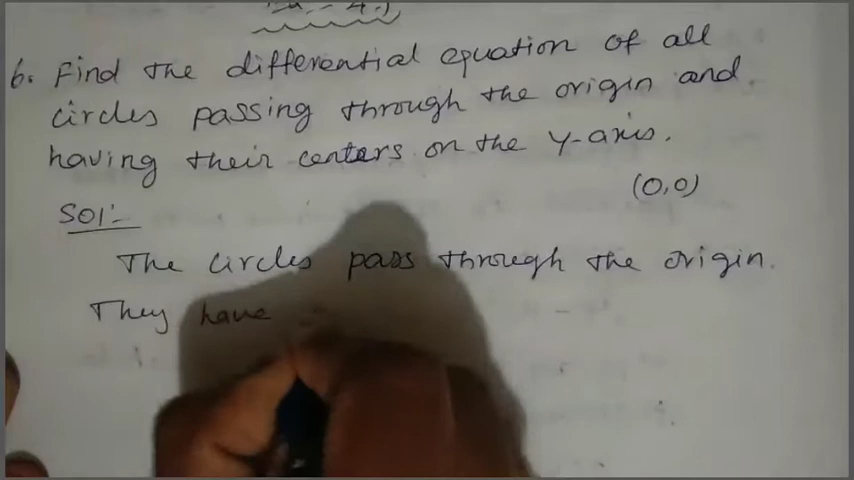 6. Find the differential equation of all
circles passing through the origin and
having their centers on the y-axis.
(0,0)
Sol:-
The circles pass through the origin.
They have